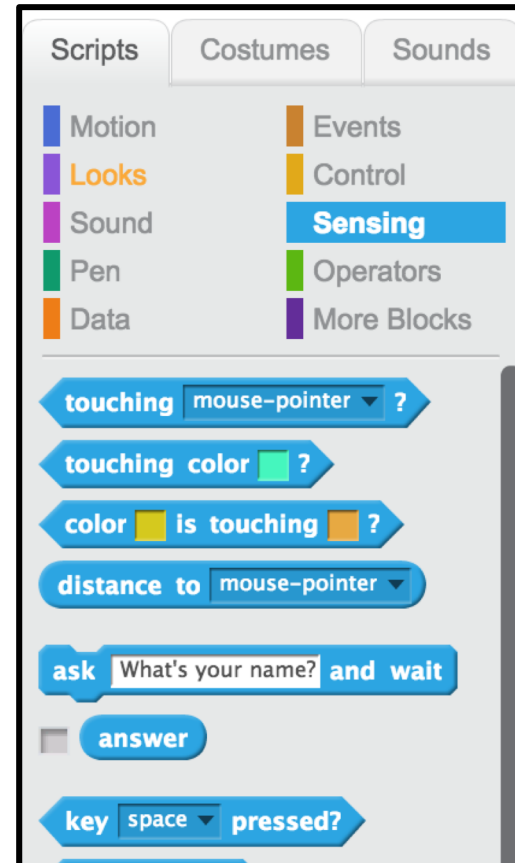 Scripts Costumes Sounds
Motion Events
Looks Control
Sound Sensing
Pen Operators
Data More Blocks
touching mouse-pointer ?
touching color ?
color is touching ?
distance to mouse-pointer
ask What's your name? and wait
answer
key space pressed?